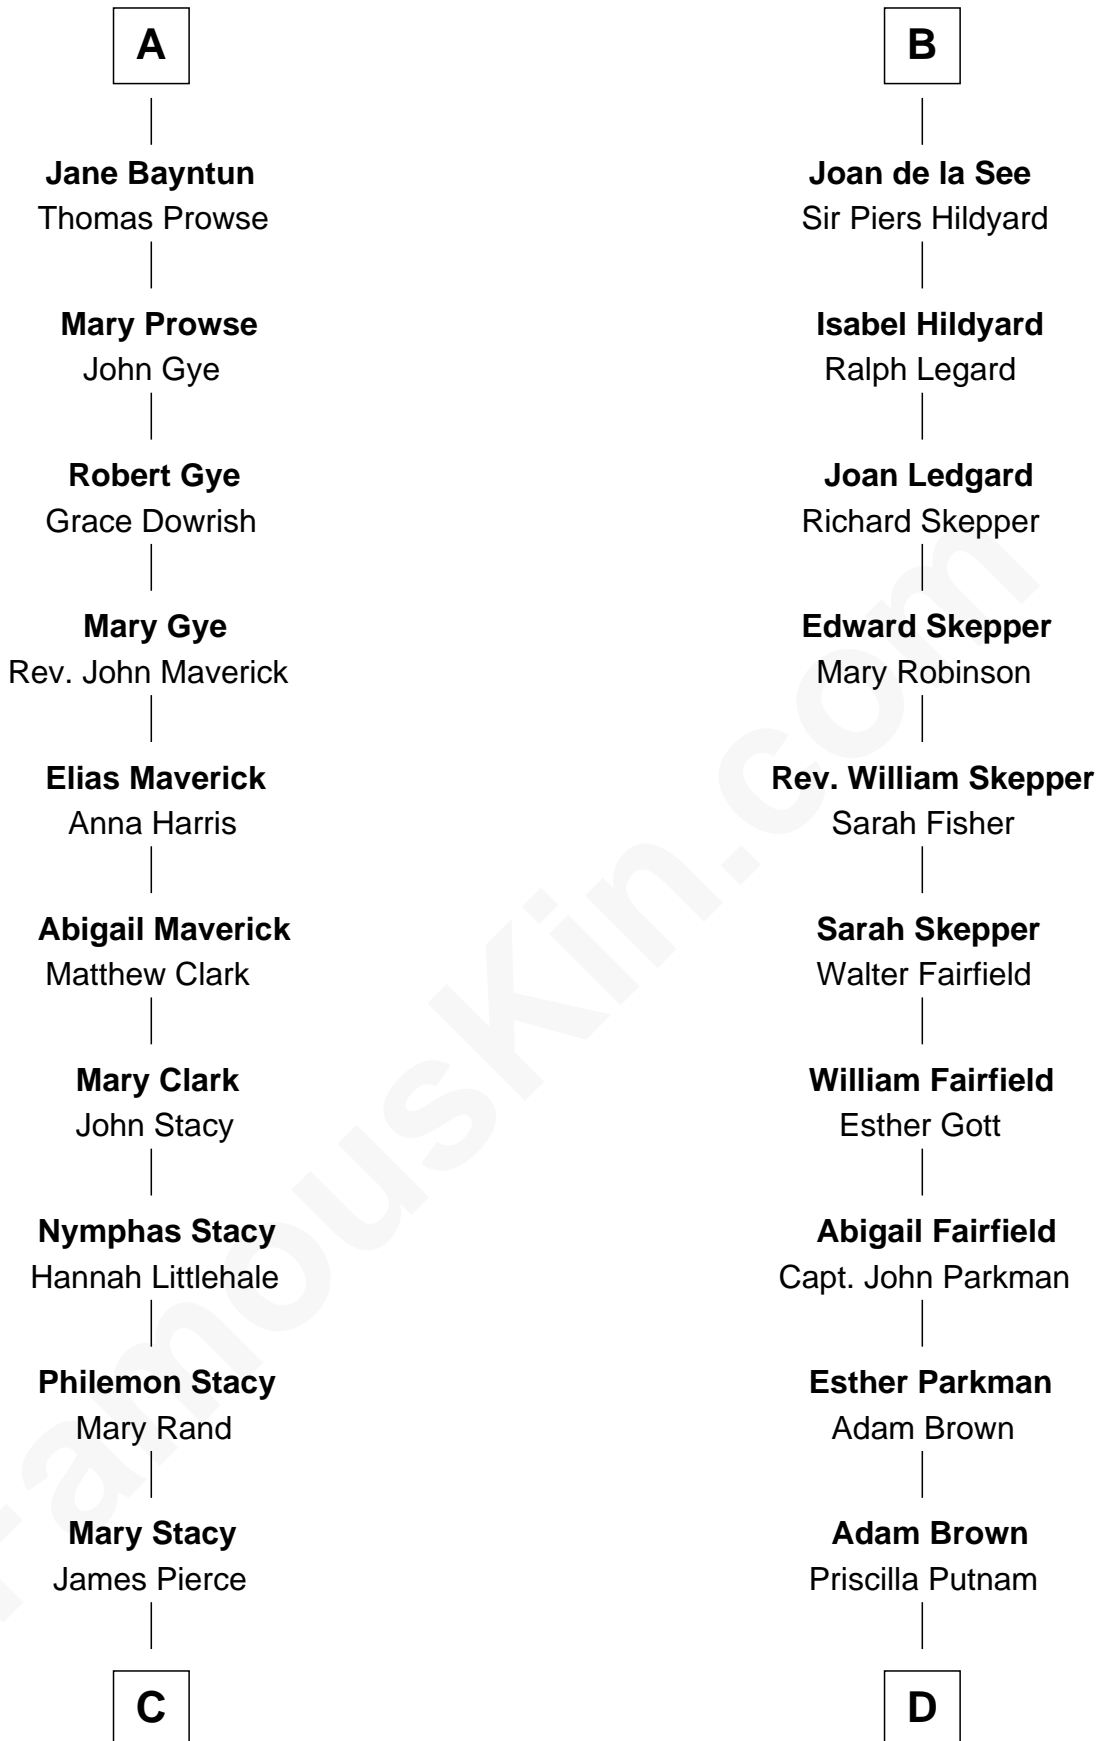 A
Jane Bayntun
Thomas Prowse
Mary Prowse
John Gye
Robert Gye
Grace Dowrish
Mary Gye
Rev. John Maverick
Elias Maverick
Anna Harris
Abigail Maverick
Matthew Clark
Mary Clark
John Stacy
Nymphas Stacy
Hannah Littlehale
Philemon Stacy
Mary Rand
Mary Stacy
James Pierce
C
B
Joan de la See
Sir Piers Hildyard
Isabel Hildyard
Ralph Legard
Joan Ledgard
Richard Skepper
Edward Skepper
Mary Robinson
Rev. William Skepper
Sarah Fisher
Sarah Skepper
Walter Fairfield
William Fairfield
Esther Gott
Abigail Fairfield
Capt. John Parkman
Esther Parkman
Adam Brown
Adam Brown
Priscilla Putnam
D
FamousKin.com